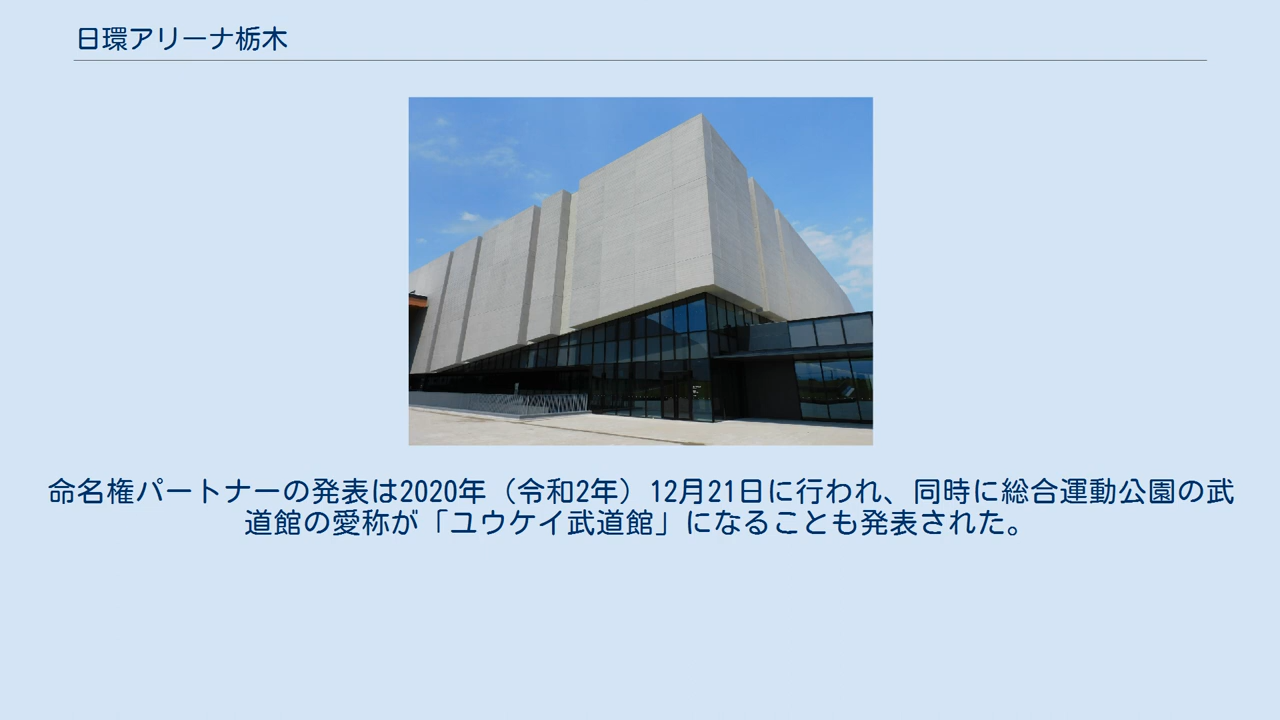 日環アリーナ栃木
命名権パートナーの発表は2020年（令和2年）12月21日に行われ、同時に総合運動公園の武
道館の愛称が「ユウケイ武道館」になることも発表された。